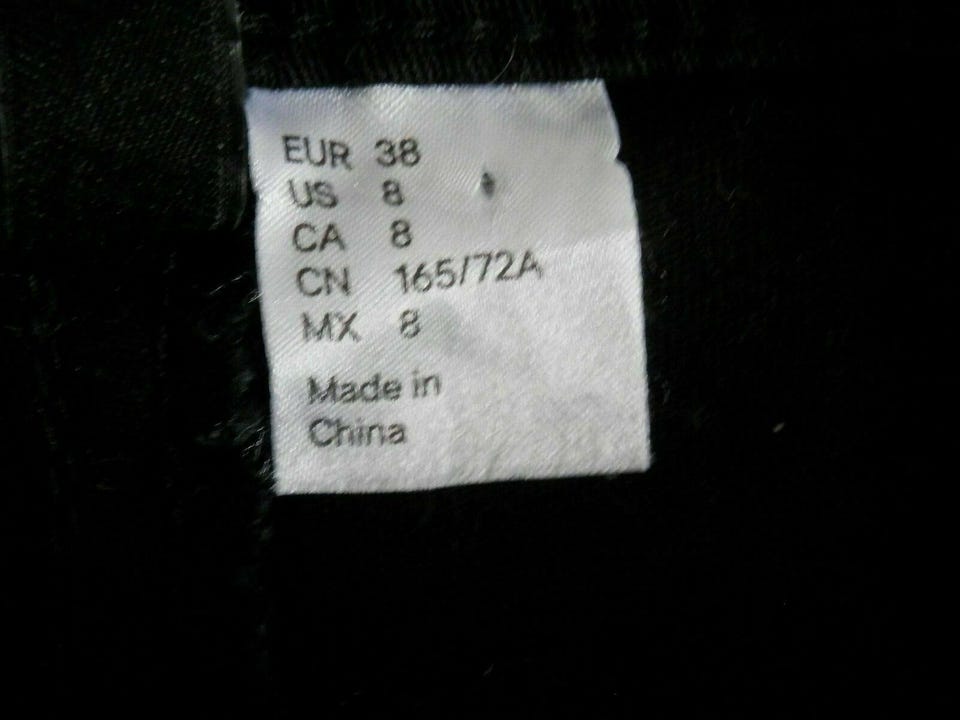 EUR 38
US 8
CA 8
CN 165/72A
MX 8
Made in
China